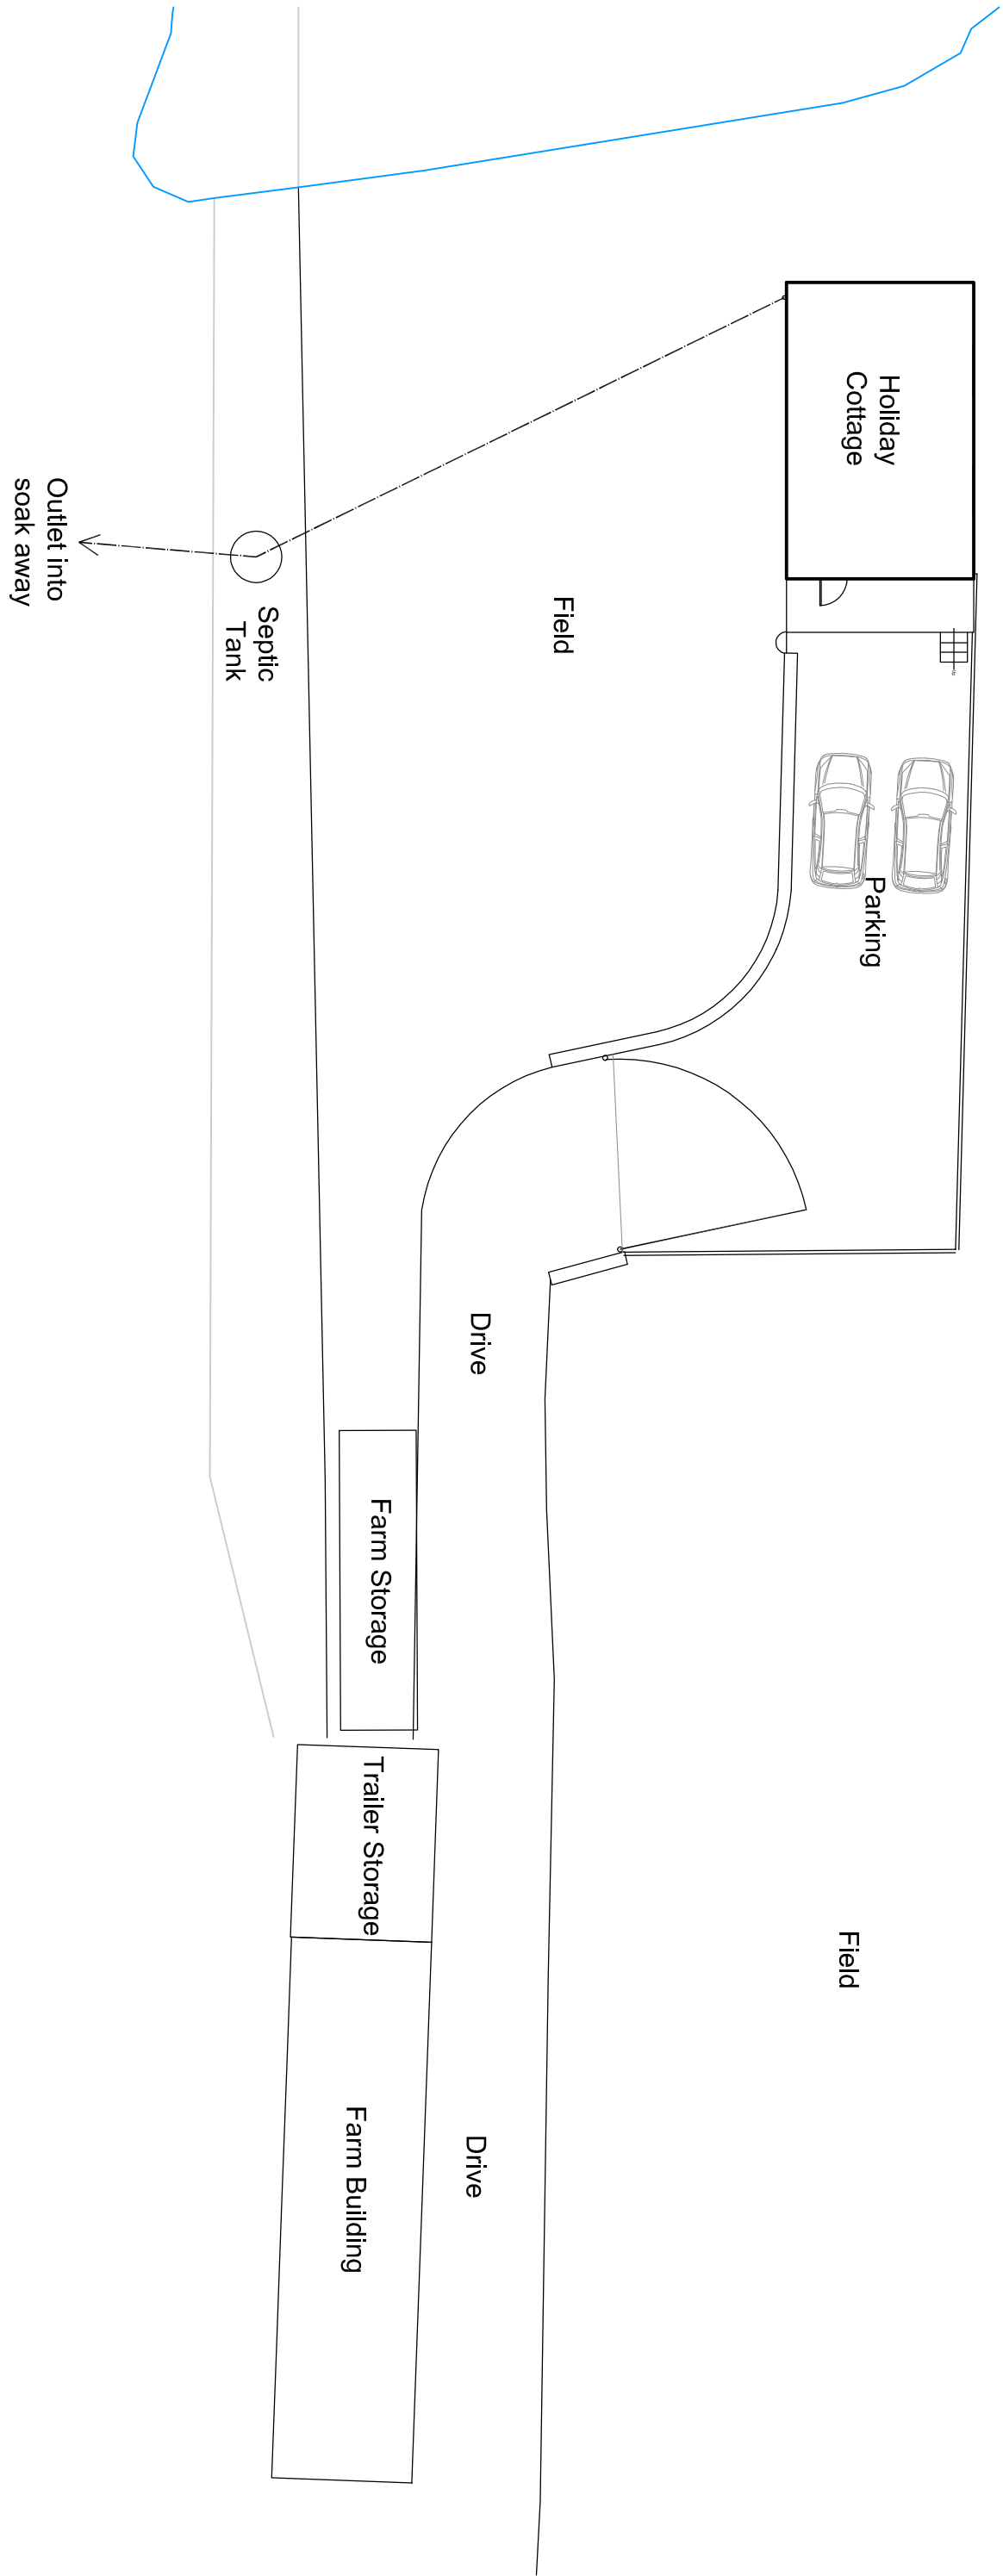 Holiday
Cottage
Parking
Field
Septic
Tank
Outlet into
soak away
Drive
Farm Storage
Trailer Storage
Field
Drive
Farm Building